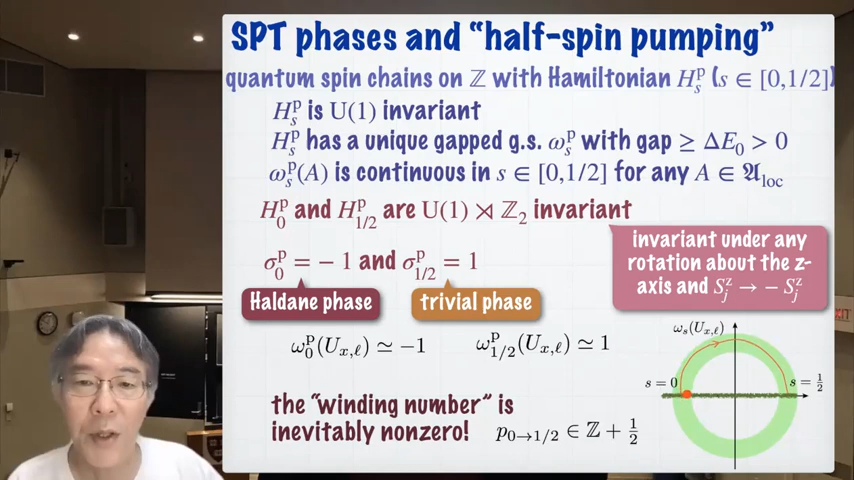 SPT phases and “half-spin pumping”
quantum spin chains on ℤ with Hamiltonian H_s^p (s ∈ [0,1/2])
H_s^p is U(1) invariant
H_s^p has a unique gapped g.s. ω_s^p with gap ≥ ΔE_0 > 0
ω_s^p(A) is continuous in s ∈ [0,1/2] for any A ∈ 𝔄_loc
H_0^p and H_{1/2}^p are U(1) ⋊ ℤ_2 invariant
invariant under any
rotation about the z-
axis and S_j^z → − S_j^z
σ_0^p = − 1 and σ_{1/2}^p = 1
Haldane phase
trivial phase
ω_0^p(U_{x,ℓ}) ≃ −1
ω_{1/2}^p(U_{x,ℓ}) ≃ 1
ω_s(U_{x,ℓ})
s = 0
s = 1/2
the “winding number” is
inevitably nonzero!
p_{0→1/2} ∈ ℤ + 1/2